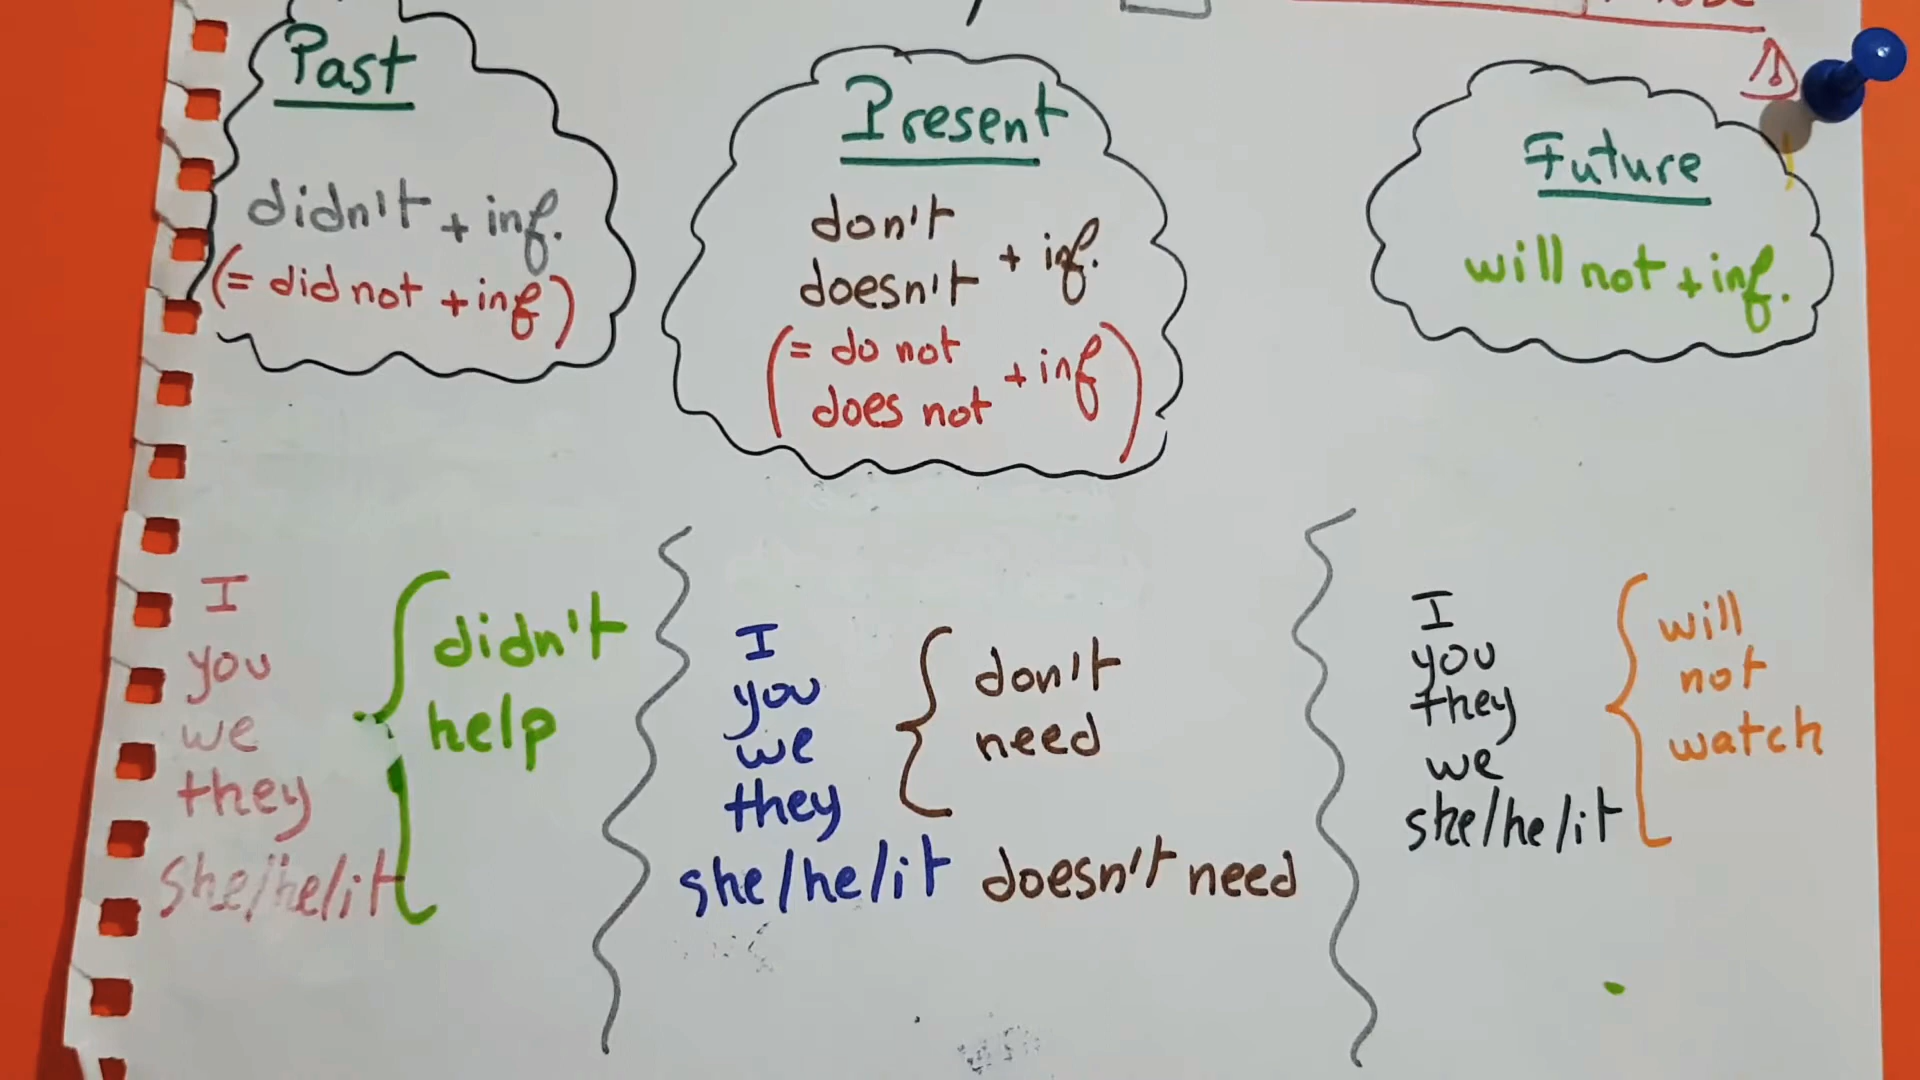 Past
didn't + inf.
(= did not + inf)
Present
don't
doesn't + inf.
(= do not
does not + inf)
Future
will not + inf.
I
you
we
they
she/he/it
didn't
help
I
you
we
they
don't
need
she/he/it doesn't need
I
you
they
we
she/he/it
will
not
watch